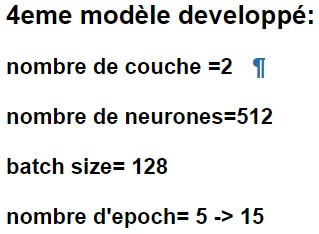 4eme modèle developpé:
nombre de couche =2 ¶
nombre de neurones=512
batch size= 128
nombre d'epoch= 5 -> 15